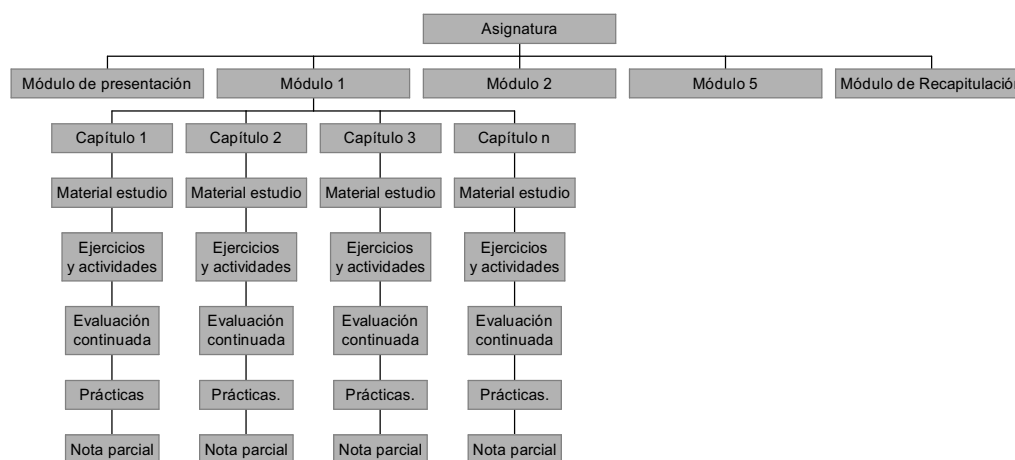 Asignatura
Módulo de presentación
Módulo 1
Módulo 2
Módulo 5
Módulo de Recapitulación
Capítulo 1
Capítulo 2
Capítulo 3
Capítulo n
Material estudio
Material estudio
Material estudio
Material estudio
Ejercicios
y actividades
Ejercicios
y actividades
Ejercicios
y actividades
Ejercicios
y actividades
Evaluación
continuada
Evaluación
continuada
Evaluación
continuada
Evaluación
continuada
Prácticas
Prácticas.
Prácticas.
Prácticas.
Nota parcial
Nota parcial
Nota parcial
Nota parcial